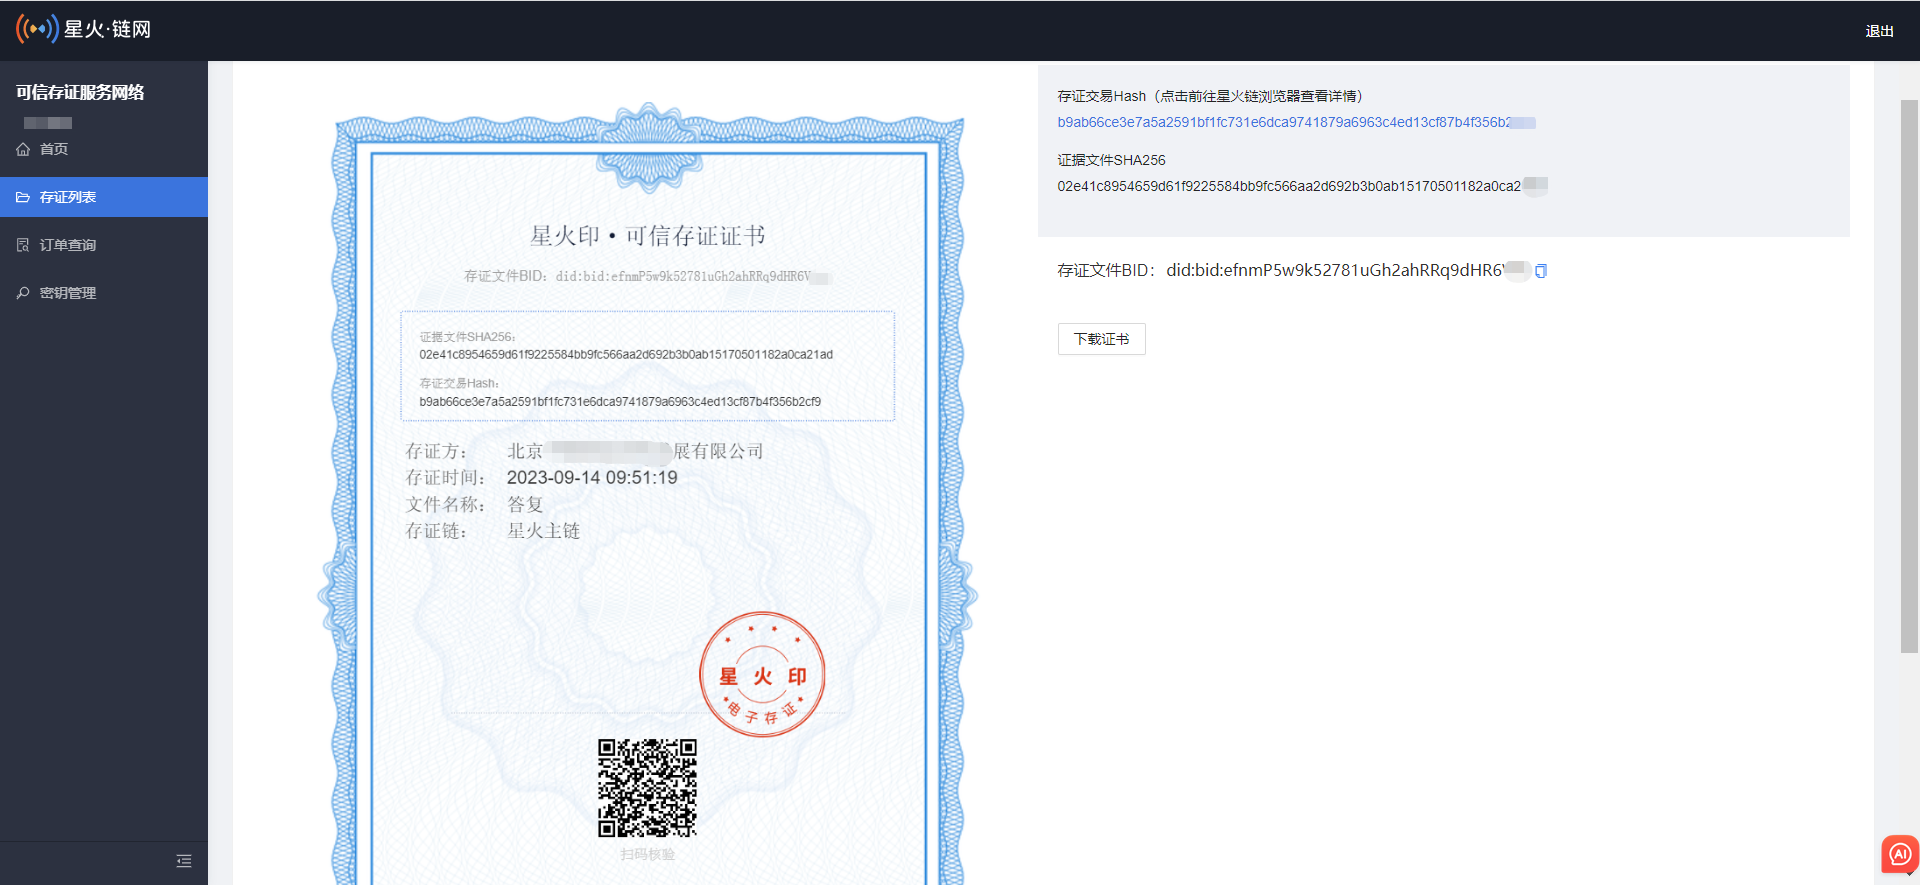 星火·链网
退出
可信存证服务网络
首页
存证列表
订单查询
密钥管理
星火印·可信存证证书
存证文件BID：did:bid:efnmP5w9k52781uGh2ahRRq9dHR6V
证据文件SHA256：
02e41c8954659d61f9225584bb9fc566aa2d692b3b0ab15170501182a0ca21ad
存证交易Hash：
b9ab66ce3e7a5a2591bf1fc731e6dca9741879a6963c4ed13cf87b4f356b2cf9
存证方： 北京 展有限公司
存证时间： 2023-09-14 09:51:19
文件名称： 答复
存证链： 星火主链
星火印
电子存证
扫码核验
存证交易Hash（点击前往星火链浏览器查看详情）
b9ab66ce3e7a5a2591bf1fc731e6dca9741879a6963c4ed13cf87b4f356b2
证据文件SHA256
02e41c8954659d61f9225584bb9fc566aa2d692b3b0ab15170501182a0ca2
存证文件BID： did:bid:efnmP5w9k52781uGh2ahRRq9dHR6
下载证书
AI